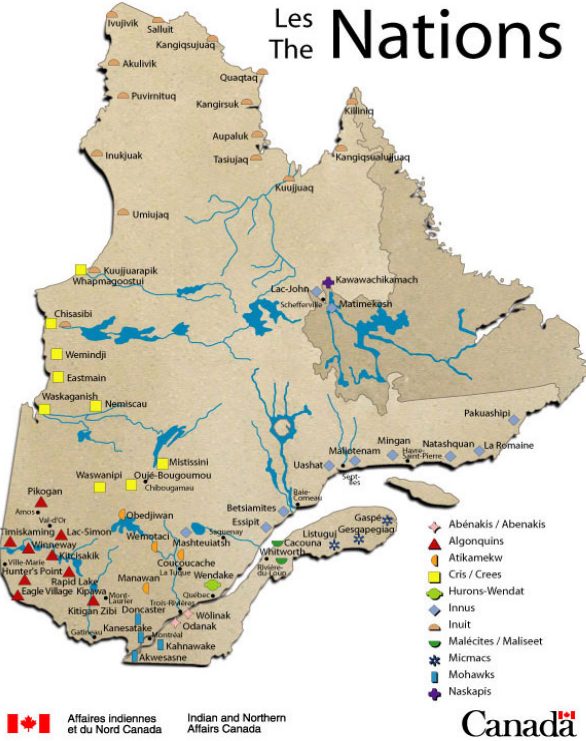 Les
The Nations
Ivujivik
Salluit
Kangiqsujuaq
Akulivik
Quaqtaq
Puvirnituq
Kangirsuk
Killiniq
Aupaluk
Inukjuak
Tasiujaq
Kangiqsualujjuaq
Kuujjuaq
Umiujaq
Kuujjuarapik
Whapmagoostui
Kawawachikamach
Lac-John
Schefferville
Matimekosh
Chisasibi
Wemindji
Eastmain
Waskaganish
Nemiscau
Pakuashipi
Mingan
Natashquan
La Romaine
Maliotenam
Havre-
Saint-Pierre
Mistissini
Uashat
Sept-
Îles
Waswanipi
Oujé-Bougoumou
Chibougamau
Baie-
Comeau
Pikogan
Amos
Betsiamites
Obedjiwan
Val-d'Or
Essipit
Gaspé
Timiskaming
Lac-Simon
Wemotaci
Saguenay
Listuguj
Gesgapegiag
Winneway
Mashteuiatsh
Cacouna
Kitcisakik
Whitworth
Ville-Marie
Coucoucache
Rivière-
du-Loup
Hunter's Point
La Tuque
Rapid Lake
Manawan
Wendake
Eagle Village
Kipawa
Mont-
Laurier
Québec
Kitigan Zibi
Doncaster
Trois-Rivières
Wôlinak
Kanesatake
Odanak
Gatineau
Montréal
Kahnawake
Akwesasne
Abénakis / Abenakis
Algonquins
Atikamekw
Cris / Crees
Hurons-Wendat
Innus
Inuit
Malécites / Maliseet
Micmacs
Mohawks
Naskapis
Affaires indiennes
et du Nord Canada
Indian and Northern
Affairs Canada
Canada